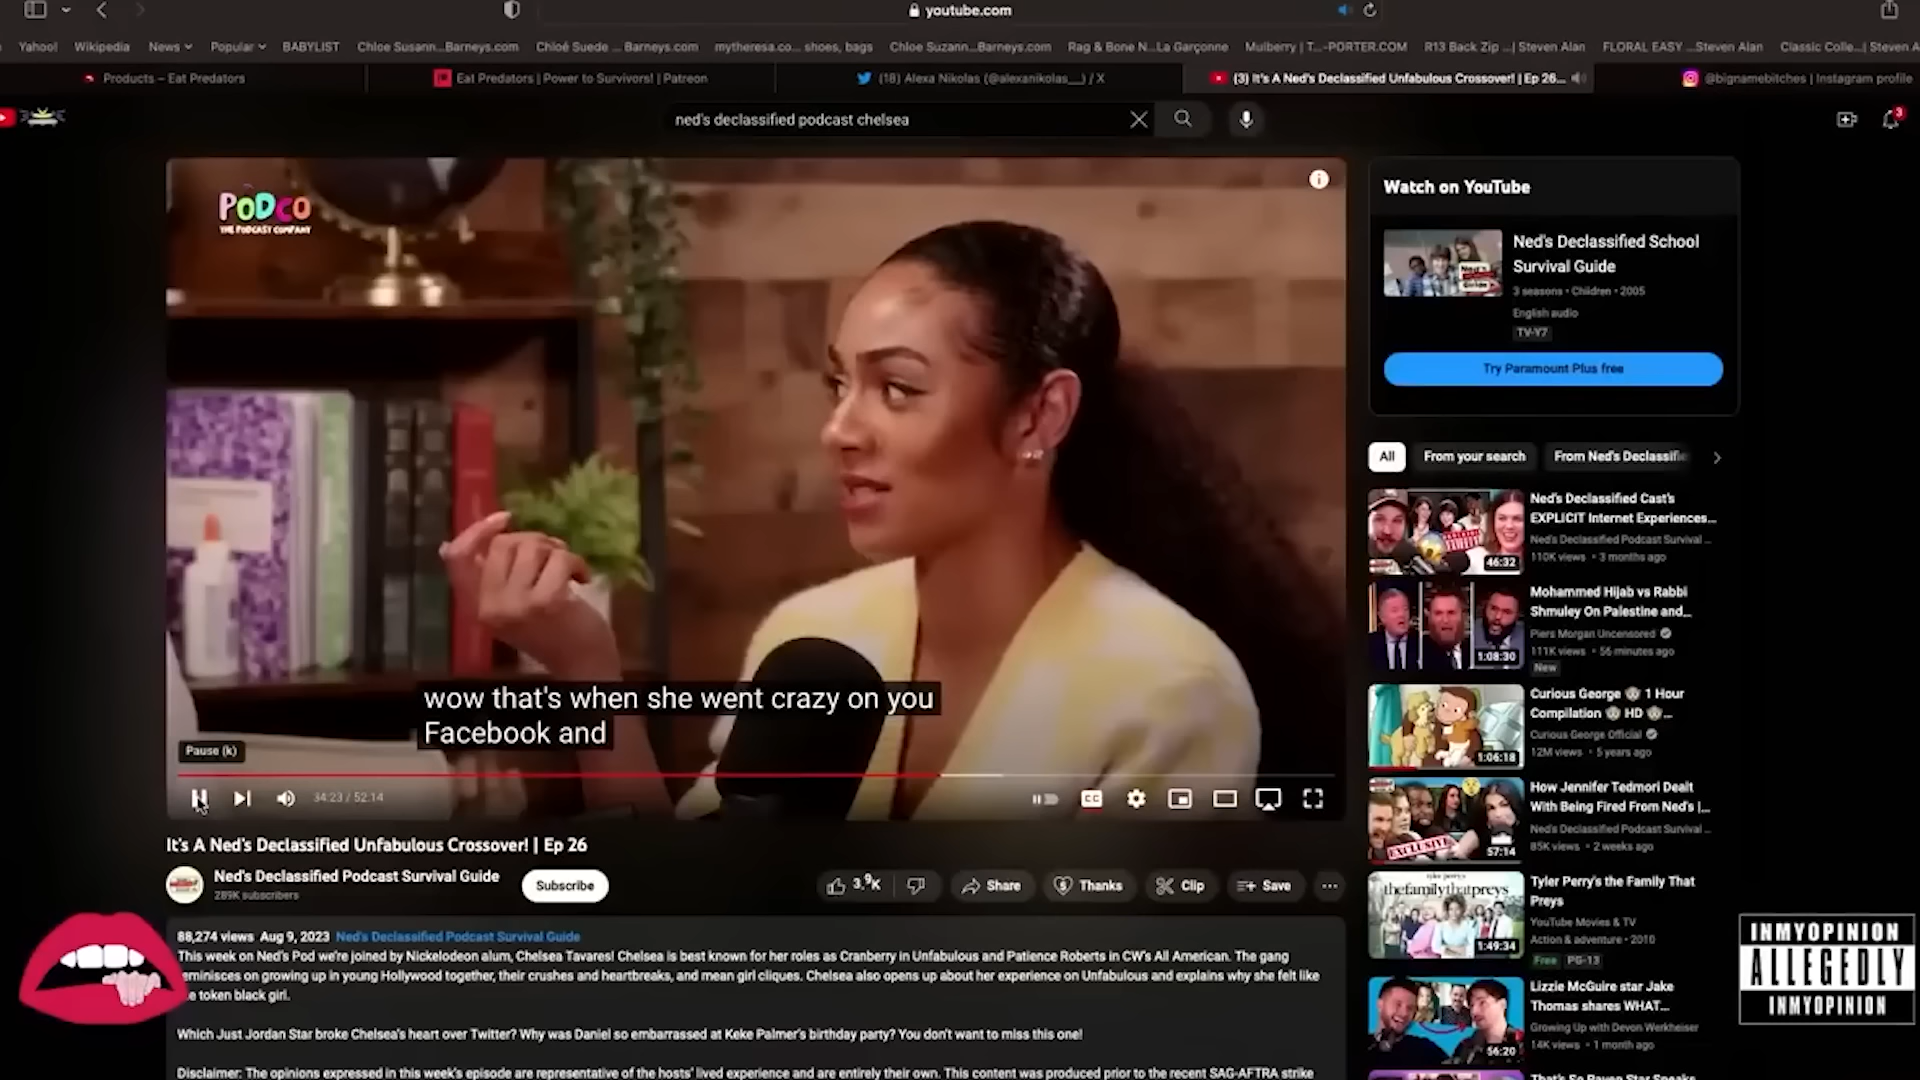 youtube.com
Yahoo!
Wikipedia
News
Popular
BABYLIST
Chloe Susann...Barneys.com
Chloé Suede ... Barneys.com
mytheresa.co... shoes, bags
Chloe Suzann...Barneys.com
Rag & Bone N...La Garçonne
Mulberry | T...-PORTER.COM
R13 Back Zip ...| Steven Alan
FLORAL EASY ...Steven Alan
Classic Colle...| Steven A
Products – Eat Predators
Eat Predators | Power to Survivors! | Patreon
(18) Alexa Nikolas (@alexanikolas__) / X
(3) It's A Ned's Declassified Unfabulous Crossover! | Ep 26...
@bignamebitches | Instagram profile
ned's declassified podcast chelsea
3
PODCO
THE PODCAST COMPANY
wow that's when she went crazy on you
Facebook and
Pause (k)
34:23 / 52:14
CC
It's A Ned's Declassified Unfabulous Crossover! | Ep 26
Ned's Declassified Podcast Survival Guide
289K subscribers
Subscribe
3.9K
Share
Thanks
Clip
Save
88,274 views Aug 9, 2023 Ned's Declassified Podcast Survival Guide
This week on Ned's Pod we're joined by Nickelodeon alum, Chelsea Tavares! Chelsea is best known for her roles as Cranberry in Unfabulous and Patience Roberts in CW's All American. The gang
reminisces on growing up in young Hollywood together, their crushes and heartbreaks, and mean girl cliques. Chelsea also opens up about her experience on Unfabulous and explains why she felt like
token black girl.
Which Just Jordan Star broke Chelsea's heart over Twitter? Why was Daniel so embarrassed at Keke Palmer's birthday party? You don't want to miss this one!
Disclaimer: The opinions expressed in this week's episode are representative of the hosts' lived experience and are entirely their own. This content was produced prior to the recent SAG-AFTRA strike
Watch on YouTube
Ned's Declassified School
Survival Guide
3 seasons • Children • 2005
English audio
TV-Y7
Try Paramount Plus free
All
From your search
From Ned's Declassifie
Ned's Declassified Cast's
EXPLICIT Internet Experiences...
Ned's Declassified Podcast Survival ...
110K views • 3 months ago
46:32
Mohammed Hijab vs Rabbi
Shmuley On Palestine and...
Piers Morgan Uncensored
111K views • 56 minutes ago
New
1:08:30
Curious George 🐵 1 Hour
Compilation 🐵 HD 🐵...
Curious George Official
12M views • 5 years ago
1:06:18
How Jennifer Tedmori Dealt
With Being Fired From Ned's |...
Ned's Declassified Podcast Survival ...
85K views • 2 weeks ago
EXCLUSIVE
57:14
Tyler Perry's the Family That
Preys
YouTube Movies & TV
Action & adventure • 2010
Free PG-13
tyler perry's
thefamilythatpreys
1:49:34
Lizzie McGuire star Jake
Thomas shares WHAT...
Growing Up with Devon Werkheiser
14K views • 1 month ago
56:20
That's So Raven Star Speaks
INMYOPINION
ALLEGEDLY
INMYOPINION